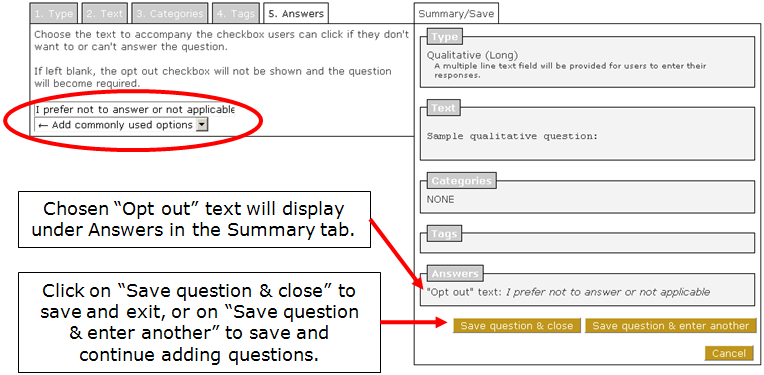 1. Type
2. Text
3. Categories
4. Tags
5. Answers
Choose the text to accompany the checkbox users can click if they don't
want to or can't answer the question.
If left blank, the opt out checkbox will not be shown and the question
will become required.
I prefer not to answer or not applicable
← Add commonly used options
Chosen “Opt out” text will display
under Answers in the Summary tab.
Click on “Save question & close” to
save and exit, or on “Save question
& enter another” to save and
continue adding questions.
Summary/Save
Type
Qualitative (Long)
A multiple line text field will be provided for users to enter their
responses.
Text
Sample qualitative question:
Categories
NONE
Tags
Answers
"Opt out" text: I prefer not to answer or not applicable
Save question & close
Save question & enter another
Cancel